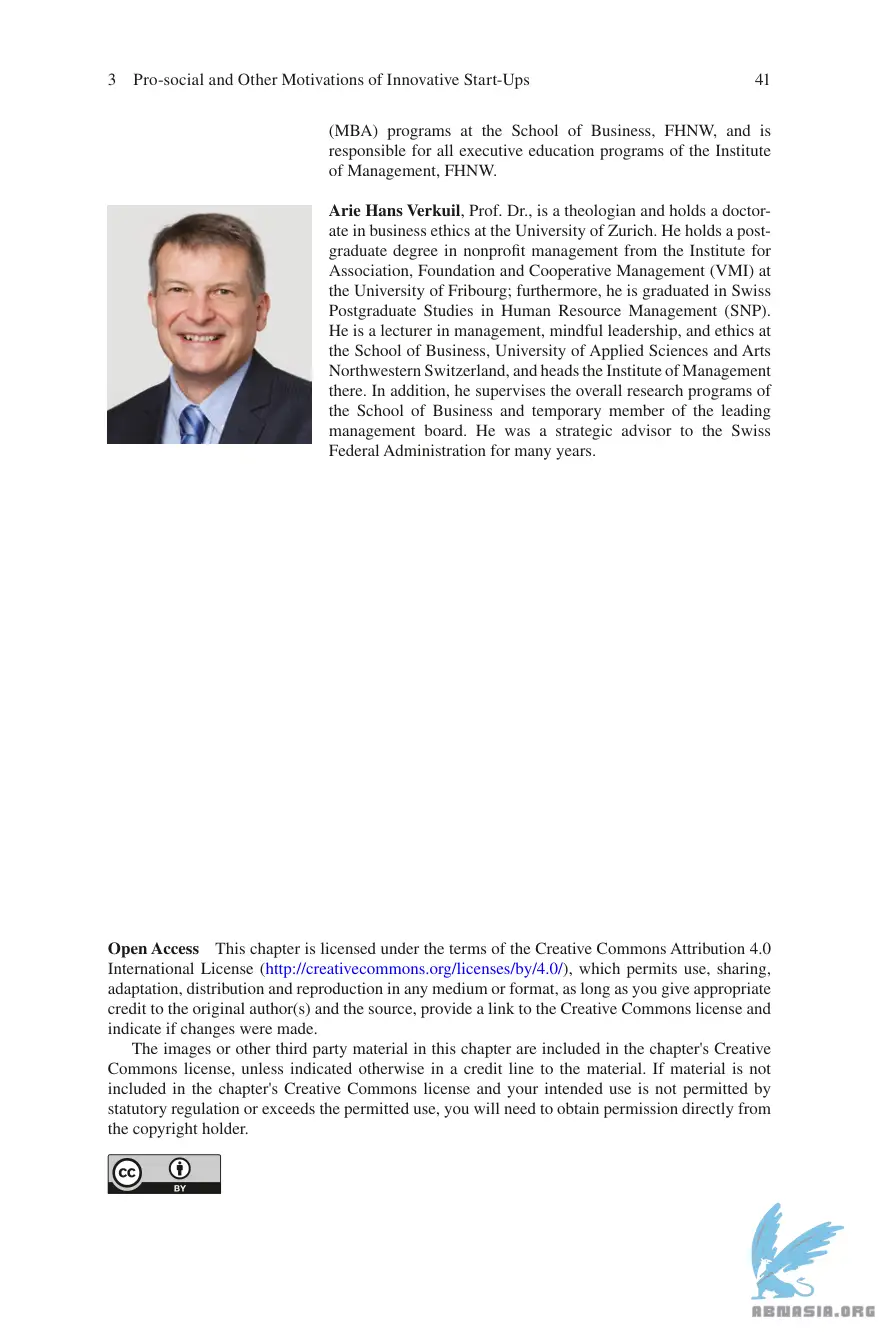 3 Pro-social and Other Motivations of Innovative Start-Ups 41
(MBA) programs at the School of Business, FHNW, and is
responsible for all executive education programs of the Institute
of Management, FHNW.
Arie Hans Verkuil, Prof. Dr., is a theologian and holds a doctor-
ate in business ethics at the University of Zurich. He holds a post-
graduate degree in nonprofit management from the Institute for
Association, Foundation and Cooperative Management (VMI) at
the University of Fribourg; furthermore, he is graduated in Swiss
Postgraduate Studies in Human Resource Management (SNP).
He is a lecturer in management, mindful leadership, and ethics at
the School of Business, University of Applied Sciences and Arts
Northwestern Switzerland, and heads the Institute of Management
there. In addition, he supervises the overall research programs of
the School of Business and temporary member of the leading
management board. He was a strategic advisor to the Swiss
Federal Administration for many years.
Open Access This chapter is licensed under the terms of the Creative Commons Attribution 4.0
International License (http://creativecommons.org/licenses/by/4.0/), which permits use, sharing,
adaptation, distribution and reproduction in any medium or format, as long as you give appropriate
credit to the original author(s) and the source, provide a link to the Creative Commons license and
indicate if changes were made.
The images or other third party material in this chapter are included in the chapter's Creative
Commons license, unless indicated otherwise in a credit line to the material. If material is not
included in the chapter's Creative Commons license and your intended use is not permitted by
statutory regulation or exceeds the permitted use, you will need to obtain permission directly from
the copyright holder.
cc
BY
ABNASIA.ORG